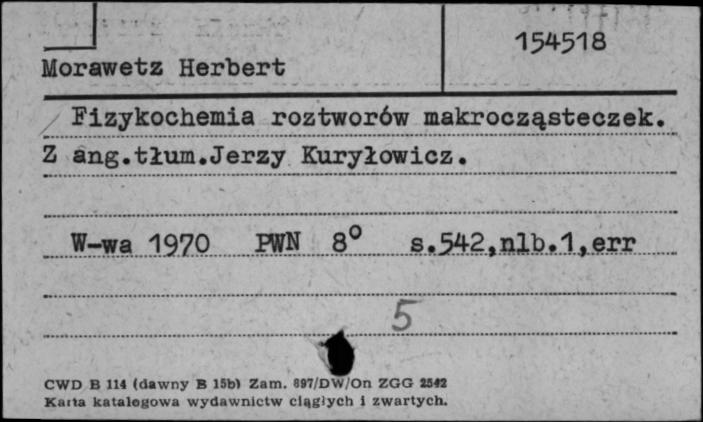 154518
Morawetz Herbert
Fizykochemia roztworów makrocząsteczek.
Z ang.tłum.Jerzy Kuryłowicz.
W-wa 1970 PWN 8° s.542,nlb.1,err
5
CWD B 114 (dawny B 15b) Zam. 897/DW/On ZGG 2542
Karta katalogowa wydawnictw ciągłych i zwartych.